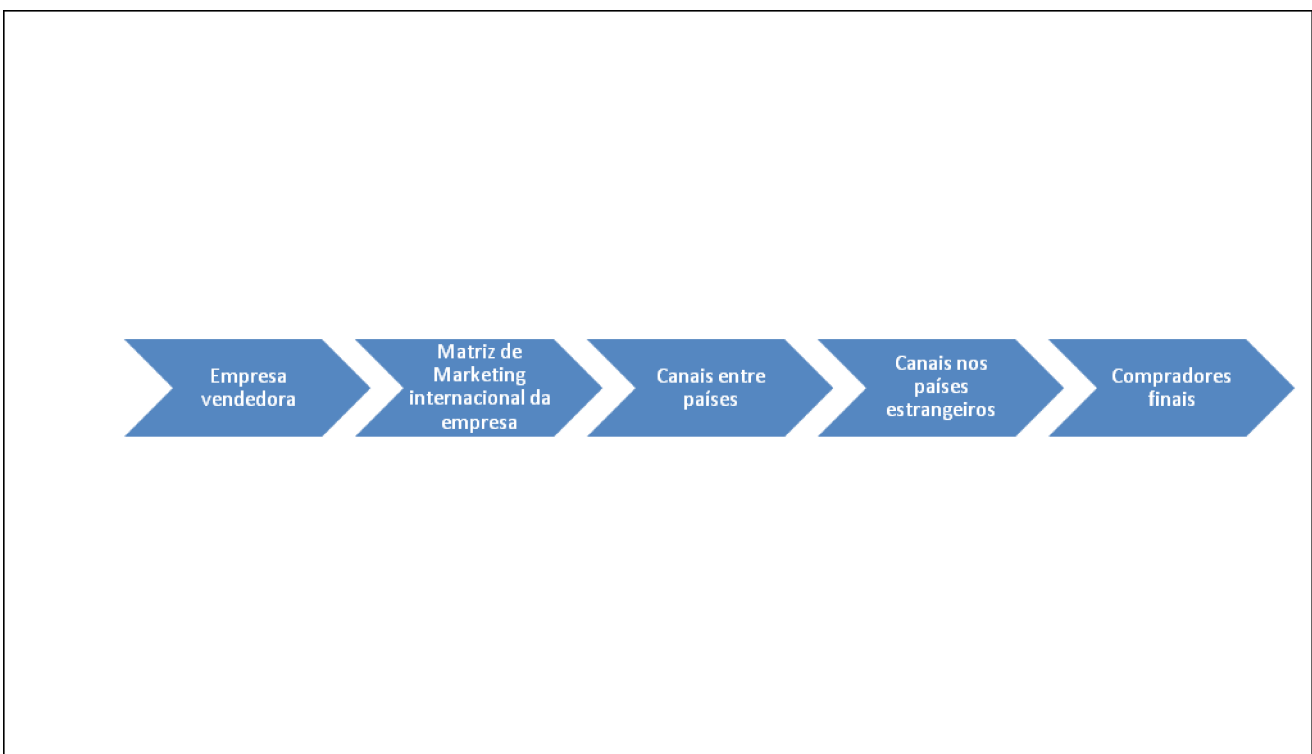 Empresa
vendedora
Matriz de
Marketing
internacional da
empresa
Canais entre
países
Canais nos
países
estrangeiros
Compradores
finais